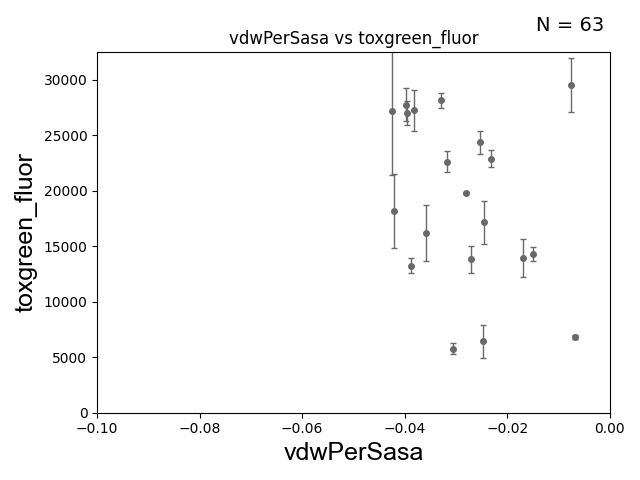 N = 63
vdwPerSasa vs toxgreen_fluor
toxgreen_fluor
30000
25000
20000
15000
10000
5000
0
−0.10 −0.08 −0.06 −0.04 −0.02 0.00
vdwPerSasa